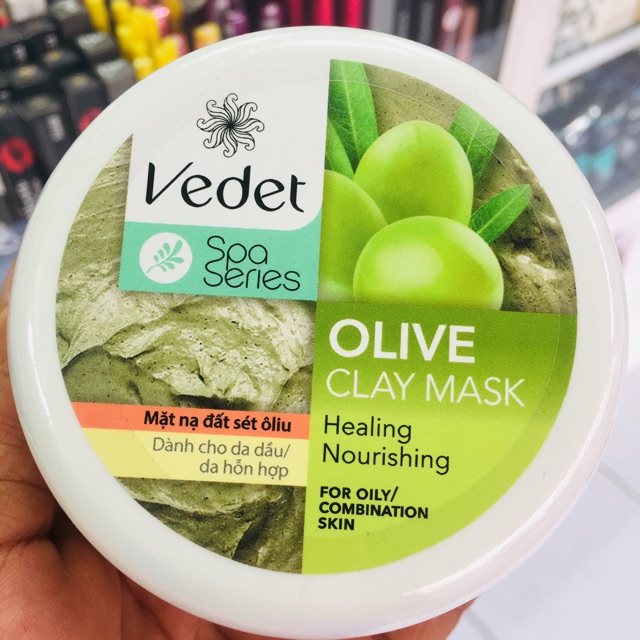 Vedet
Spa
Series
OLIVE
CLAY MASK
Healing
Nourishing
FOR OILY/
COMBINATION
SKIN
Mặt nạ đất sét ôliu
Dành cho da dầu/
da hỗn hợp